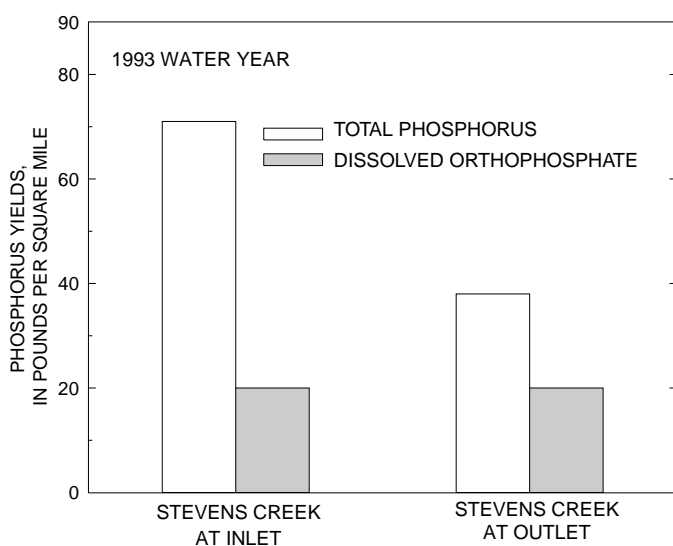 90
1993 WATER YEAR
80
TOTAL PHOSPHORUS
DISSOLVED ORTHOPHOSPHATE
60
PHOSPHORUS YIELDS,
IN POUNDS PER SQUARE MILE
40
20
0
STEVENS CREEK
AT INLET
STEVENS CREEK
AT OUTLET